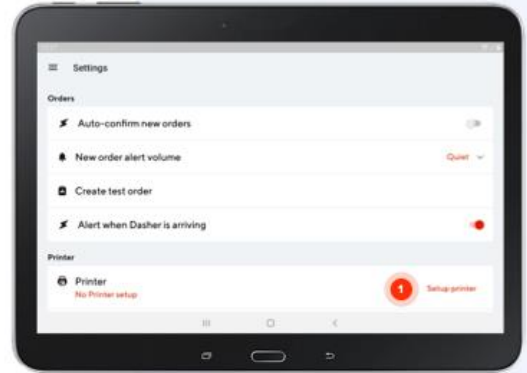 Settings
Orders
Auto-confirm new orders
New order alert volume
Quiet
Create test order
Alert when Dasher is arriving
Printer
Printer
No Printer setup
1
Setup printer